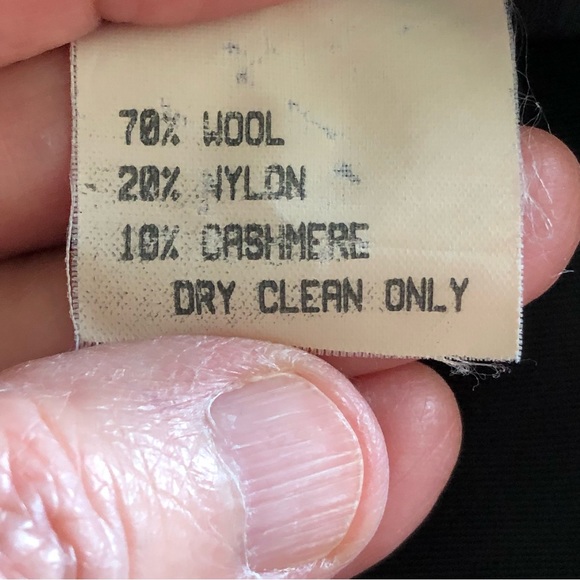 70% WOOL
20% NYLON
10% CASHMERE
DRY CLEAN ONLY